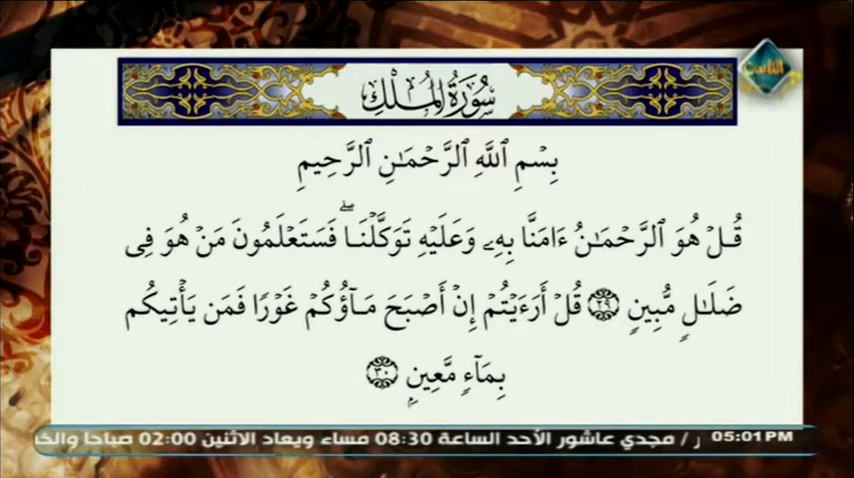 الناس
سُورَةُ المُلْكِ
بِسْمِ ٱللَّهِ ٱلرَّحْمَٰنِ ٱلرَّحِيمِ
قُلْ هُوَ ٱلرَّحْمَٰنُ ءَامَنَّا بِهِۦ وَعَلَيْهِ تَوَكَّلْنَاۖ فَسَتَعْلَمُونَ مَنْ هُوَ فِى
ضَلَٰلٍ مُّبِينٍ ٢٩ قُلْ أَرَءَيْتُمْ إِنْ أَصْبَحَ مَآؤُكُمْ غَوْرًا فَمَن يَأْتِيكُم
بِمَآءٍ مَّعِينٍۭ ٣٠
ر / مجدي عاشور الأحد الساعة 08:30 مساء ويعاد الاثنين 02:00 صباحا
05:01 PM